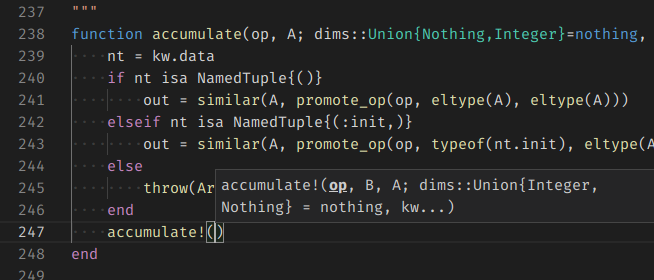 237 """
238 function accumulate(op, A; dims::Union{Nothing,Integer}=nothing,
239     nt = kw.data
240     if nt isa NamedTuple{()}
241         out = similar(A, promote_op(op, eltype(A), eltype(A)))
242     elseif nt isa NamedTuple{(:init,)}
243         out = similar(A, promote_op(op, typeof(nt.init), eltype(A
244     else
accumulate!(op, B, A; dims::Union{Integer,
245         throw(Ar
Nothing} = nothing, kw...)
246     end
247     accumulate!()
248 end
249